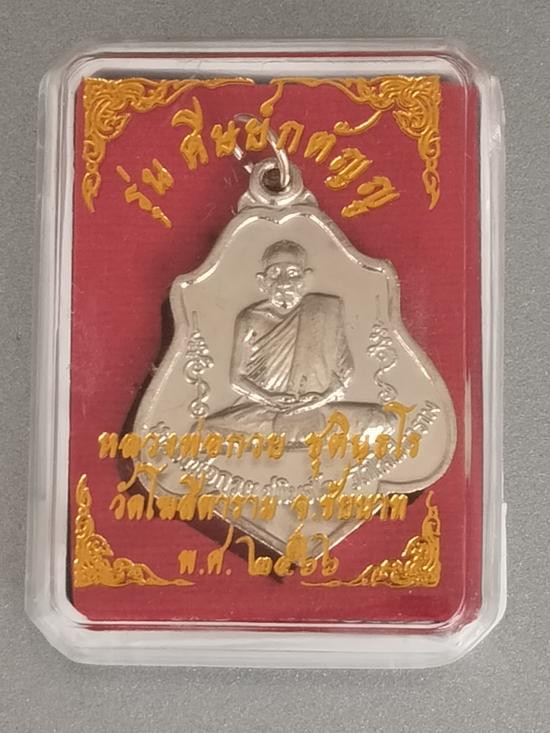 รุ่น ศิษย์กตัญญู
หลวงพ่อกวย ชุตินฺธโร
วัดโฆสิตาราม จ.ชัยนาท
พ.ศ. ๒๕๖๒